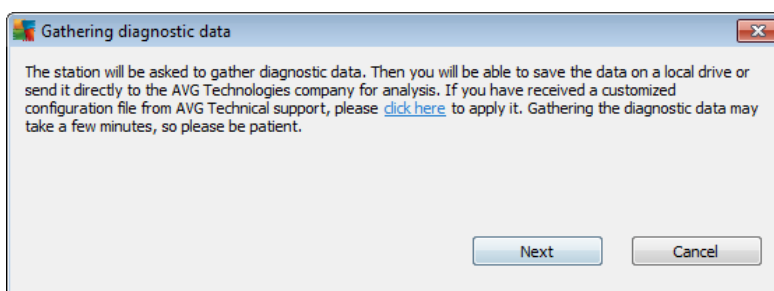 Gathering diagnostic data
The station will be asked to gather diagnostic data. Then you will be able to save the data on a local drive or
send it directly to the AVG Technologies company for analysis. If you have received a customized
configuration file from AVG Technical support, please click here to apply it. Gathering the diagnostic data may
take a few minutes, so please be patient.
Next Cancel